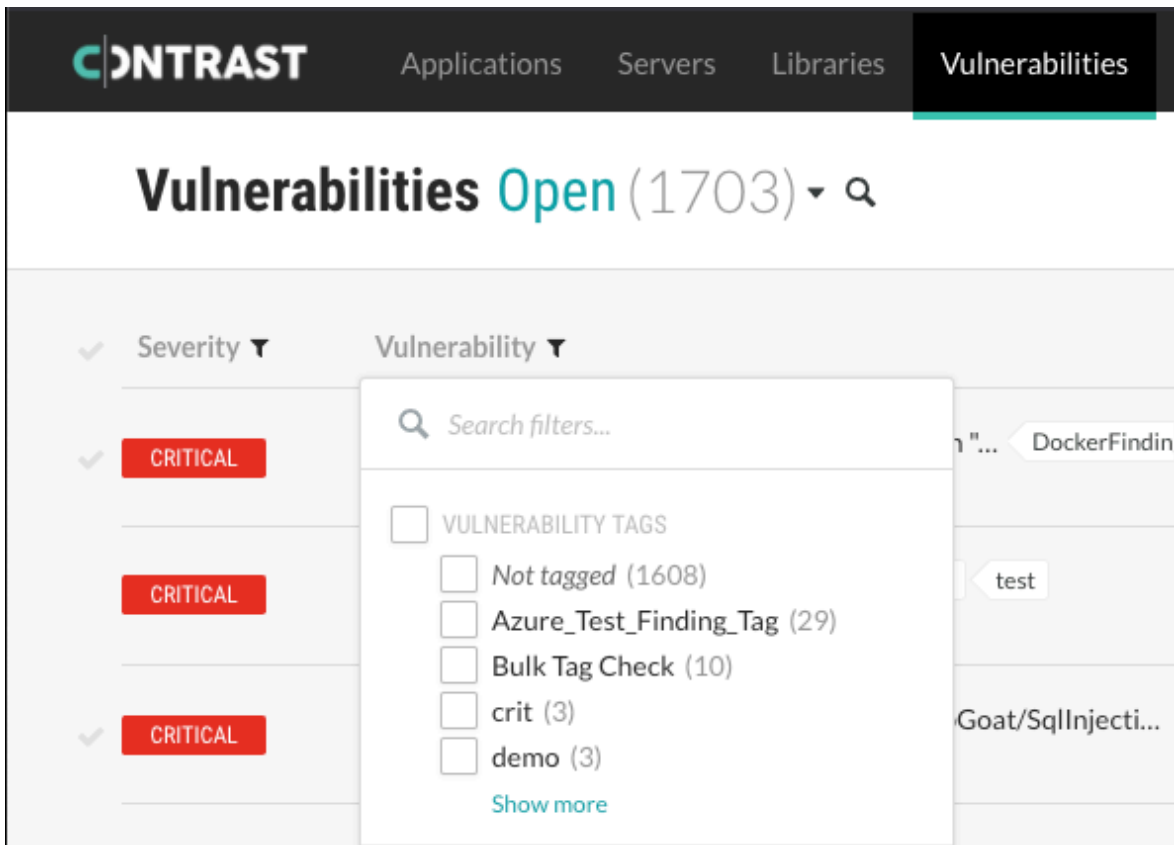 CONTRAST Applications Servers Libraries Vulnerabilities
Vulnerabilities Open (1703)
Severity Vulnerability
Search filters...
CRITICAL "... DockerFindin
VULNERABILITY TAGS
Not tagged (1608)
CRITICAL test
Azure_Test_Finding_Tag (29)
Bulk Tag Check (10)
crit (3)
CRITICAL Goat/SqlInjecti...
demo (3)
Show more